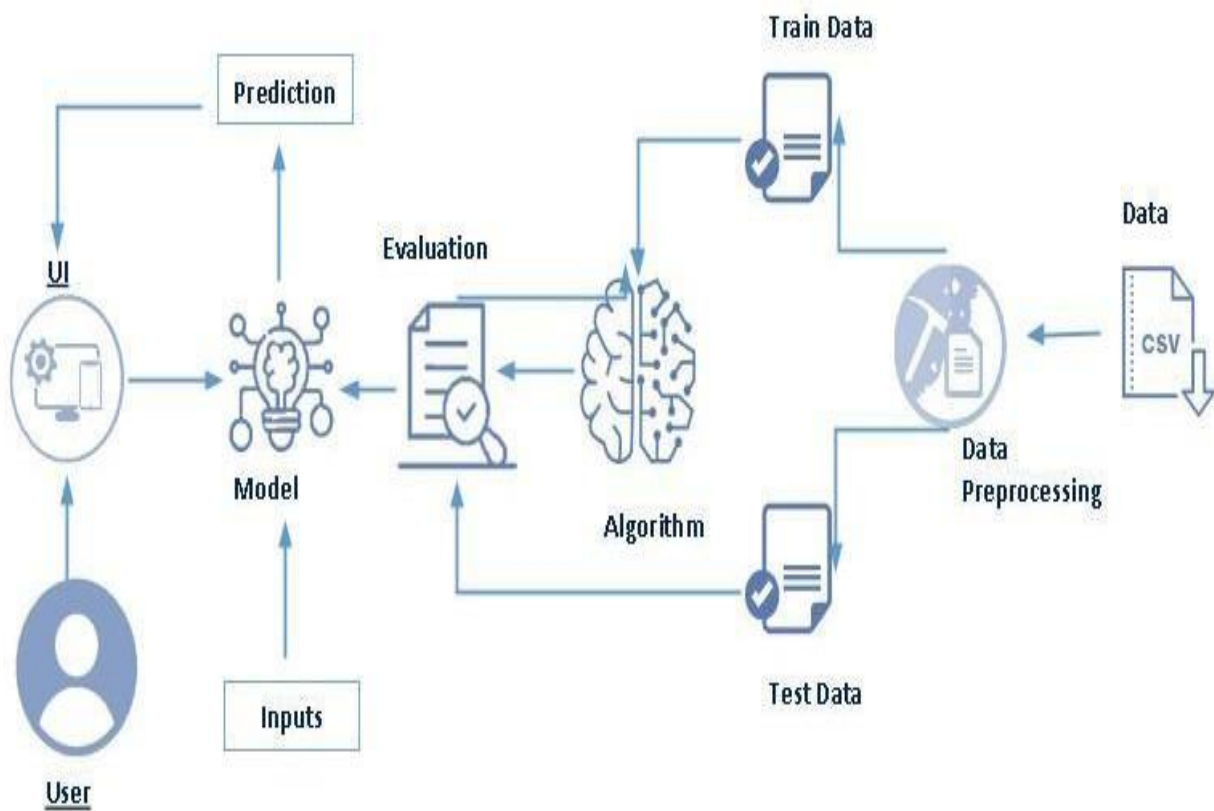 Train Data
Prediction
Data
Evaluation
UI
CSV
Data
Preprocessing
Model
Algorithm
Test Data
Inputs
User